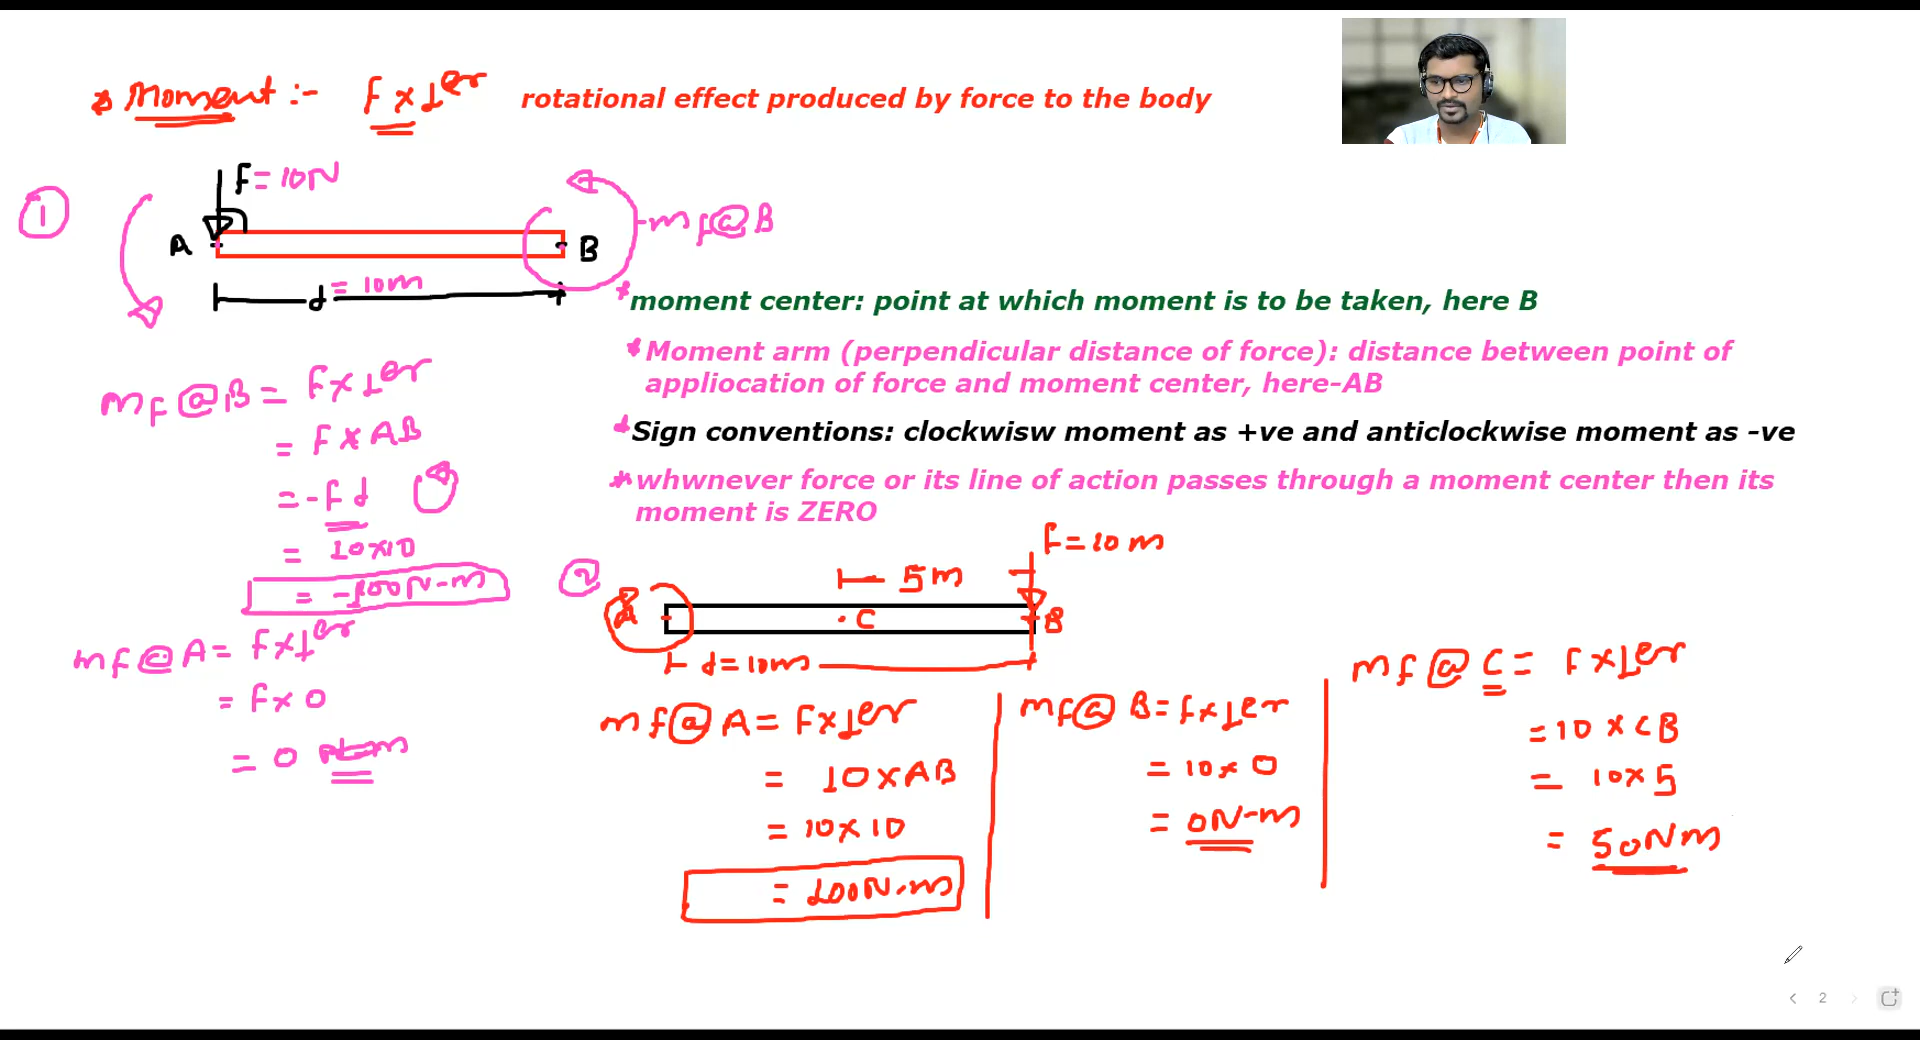 * Moment :- F x ⊥er rotational effect produced by force to the body
1
F = 10N
A
B
mf@B
d = 10m
*moment center: point at which moment is to be taken, here B
*Moment arm (perpendicular distance of force): distance between point of
appliocation of force and moment center, here-AB
*Sign conventions: clockwisw moment as +ve and anticlockwise moment as -ve
*whwnever force or its line of action passes through a moment center then its
moment is ZERO
mf@B = F x ⊥er
= F x AB
= -Fd
= 10x10
= -100N-m
mf@A = F x ⊥er
= F x 0
= 0 N-m
2
F = 10 m
5m
A
C
B
d = 10m
mf@A = F x ⊥er
= 10 x AB
= 10 x 10
= 100N.m
mf@ B = F x ⊥er
= 10 x 0
= 0N-m
mf@ C = F x ⊥er
= 10 x CB
= 10 x 5
= 50Nm
2